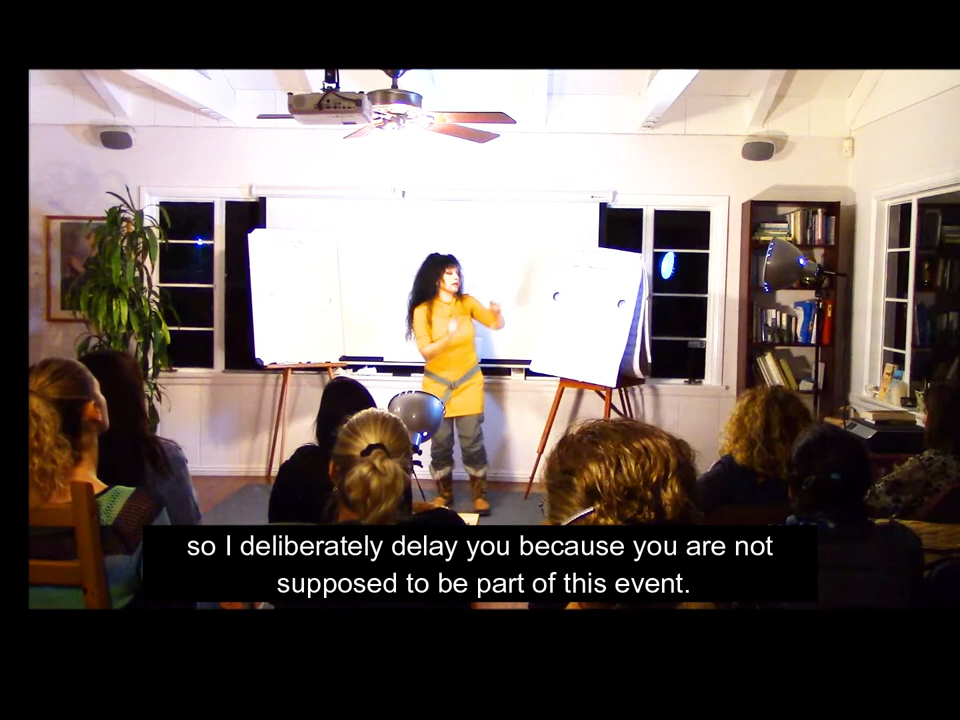 so I deliberately delay you because you are not
supposed to be part of this event.